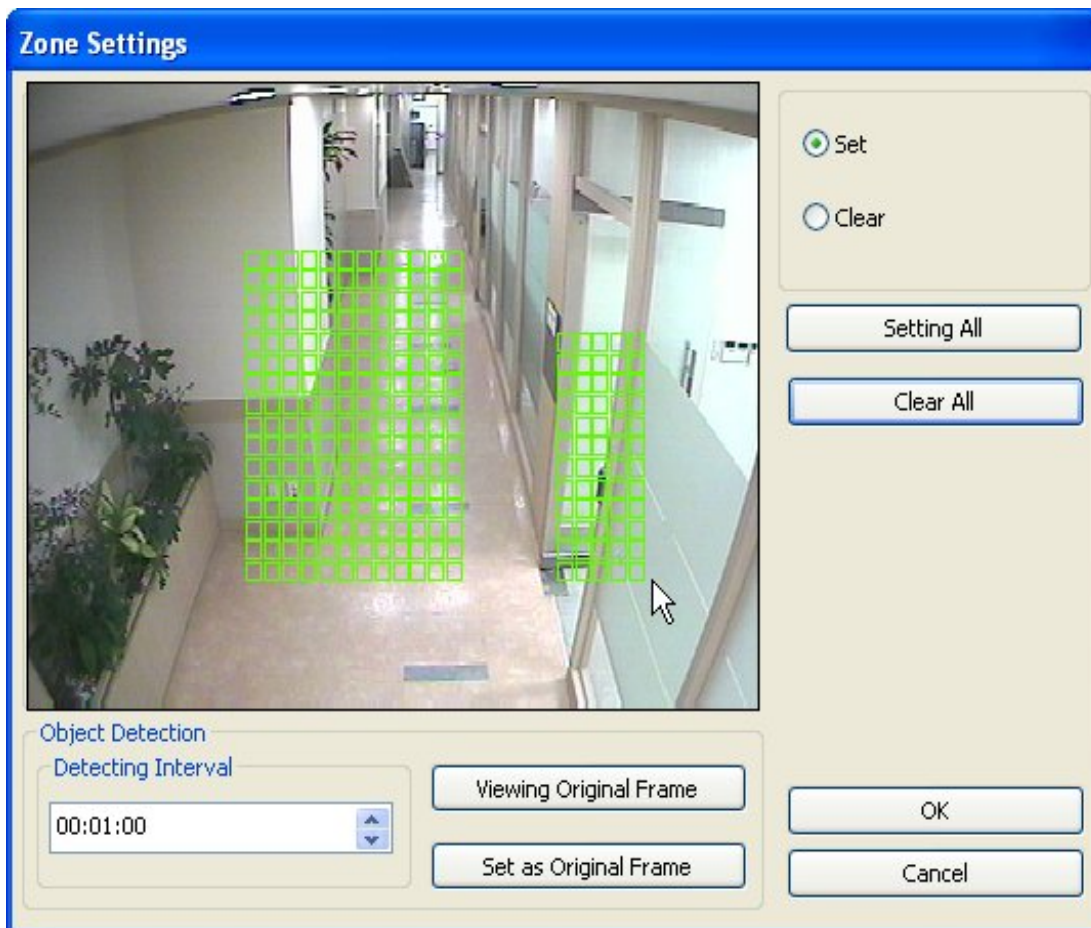 Zone Settings
Set
Clear
Setting All
Clear All
Object Detection
Detecting Interval
00:01:00
Viewing Original Frame
Set as Original Frame
OK
Cancel